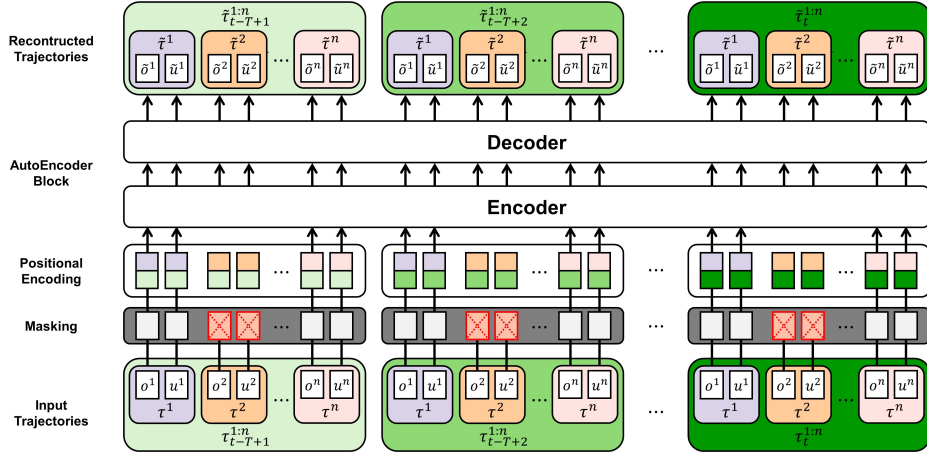 Reconstructed Trajectories
τ̃^{1:n}_{t−T+1} τ̃^{1:n}_{t−T+2} τ̃^{1:n}_t
τ̃^1 τ̃^2 τ̃^n τ̃^1 τ̃^2 τ̃^n τ̃^1 τ̃^2 τ̃^n
õ^1 ũ^1 õ^2 ũ^2 ... õ^n ũ^n õ^1 ũ^1 õ^2 ũ^2 ... õ^n ũ^n ... õ^1 ũ^1 õ^2 ũ^2 ... õ^n ũ^n
AutoEncoder
Block
Decoder
Encoder
Positional
Encoding
... ... ... ...
Masking
... ... ... ...
Input
Trajectories
o^1 u^1 o^2 u^2 ... o^n u^n o^1 u^1 o^2 u^2 ... o^n u^n ... o^1 u^1 o^2 u^2 ... o^n u^n
τ^1 τ^2 τ^n τ^1 τ^2 τ^n τ^1 τ^2 τ^n
τ^{1:n}_{t−T+1} τ^{1:n}_{t−T+2} τ^{1:n}_t